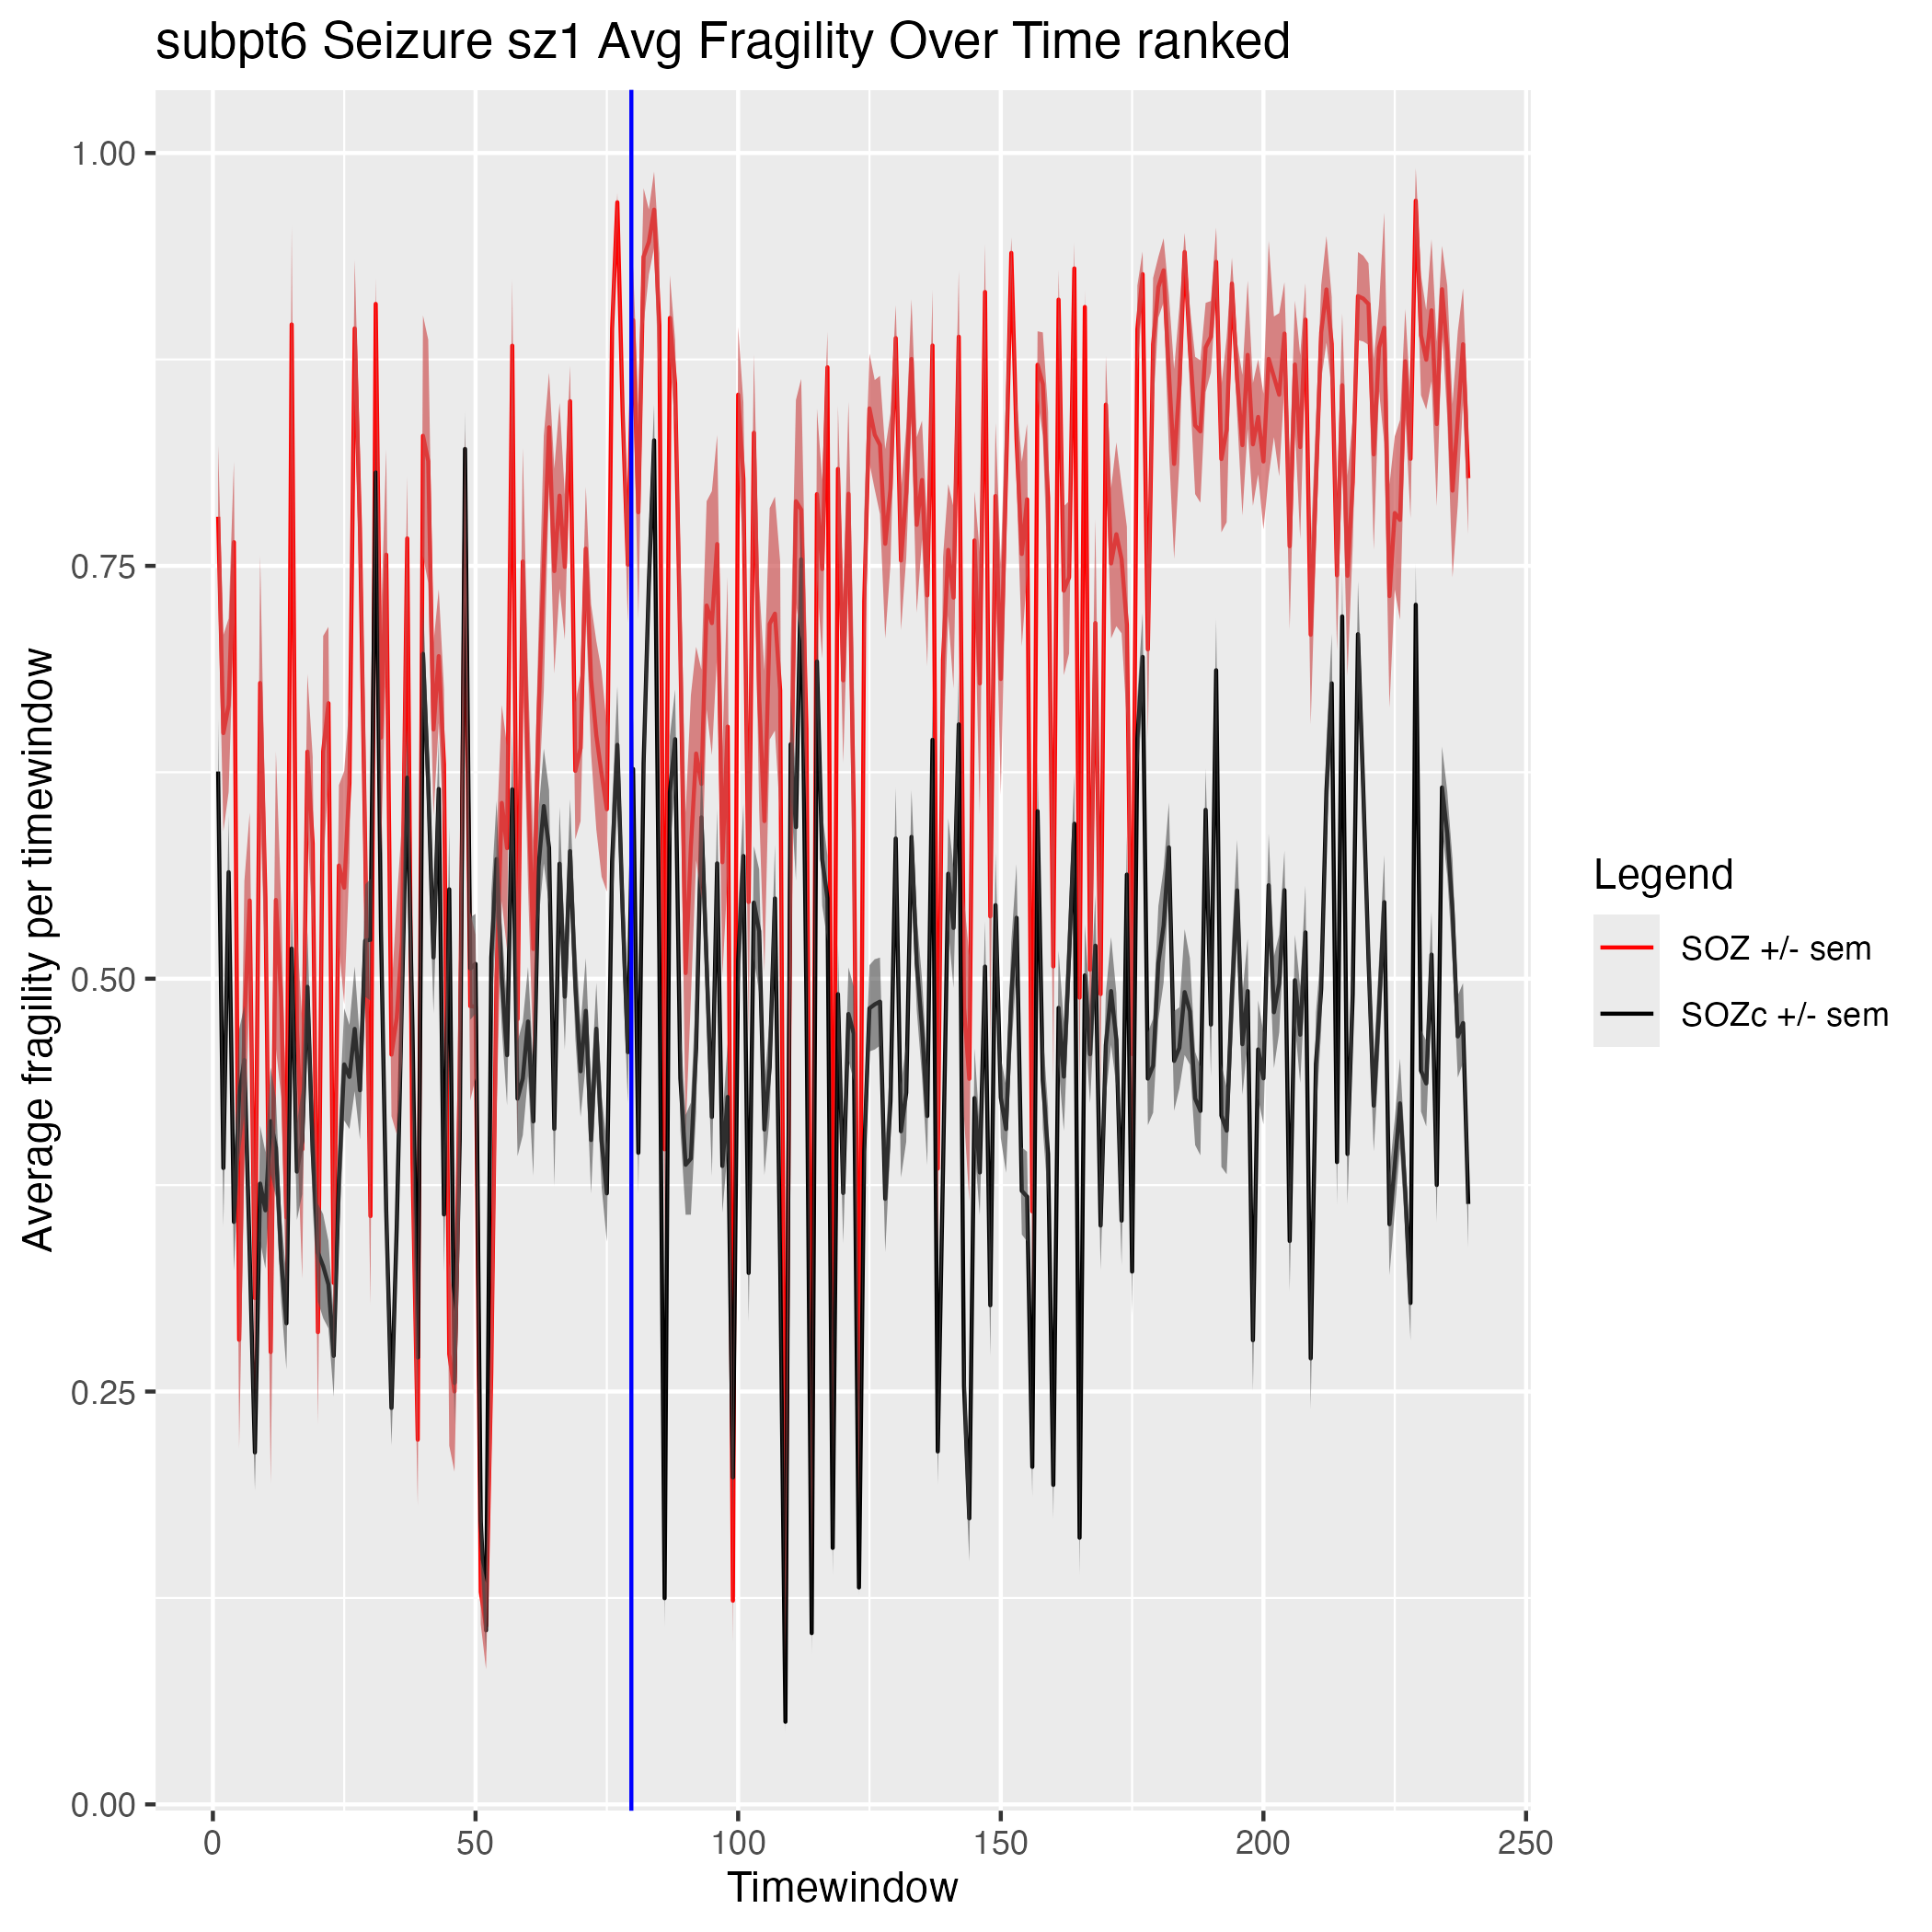 subpt6 Seizure sz1 Avg Fragility Over Time ranked
Average fragility per timewindow
1.00
0.75
0.50
0.25
0.00
0 50 100 150 200 250
Timewindow
Legend
SOZ +/- sem
SOZc +/- sem